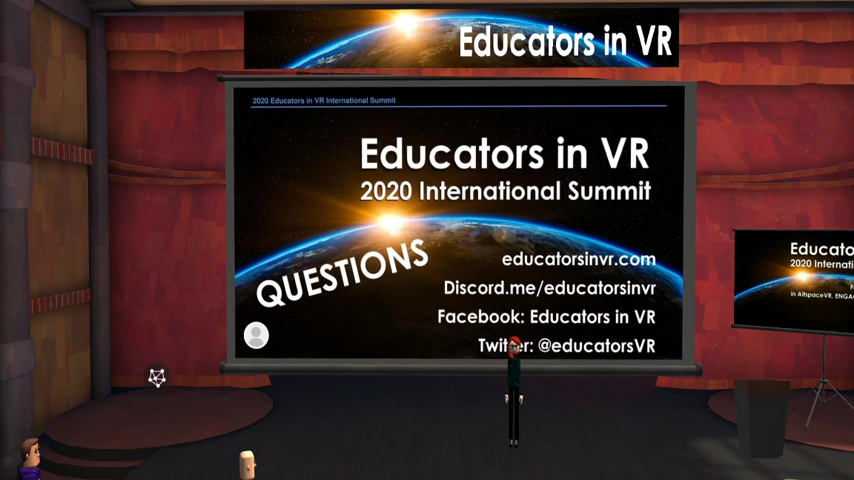 Educators in VR
2020 Educators in VR International Summit
Educators in VR
2020 International Summit
QUESTIONS
educatorsinvr.com
Discord.me/educatorsinvr
Facebook: Educators in VR
Twitter: @educatorsVR
Educato
2020 Internati
in AltspaceVR, ENGAG